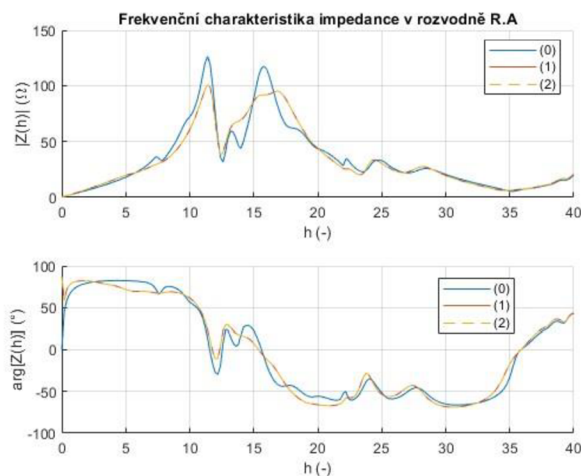 Frekvenční charakteristika impedance v rozvodně R.A
150
100
50
0
|Z(h)| (Ω)
(0)
(1)
(2)
0 5 10 15 20 25 30 35 40
h (-)
100
50
0
-50
-100
arg[Z(h)] (°)
(0)
(1)
(2)
0 5 10 15 20 25 30 35 40
h (-)